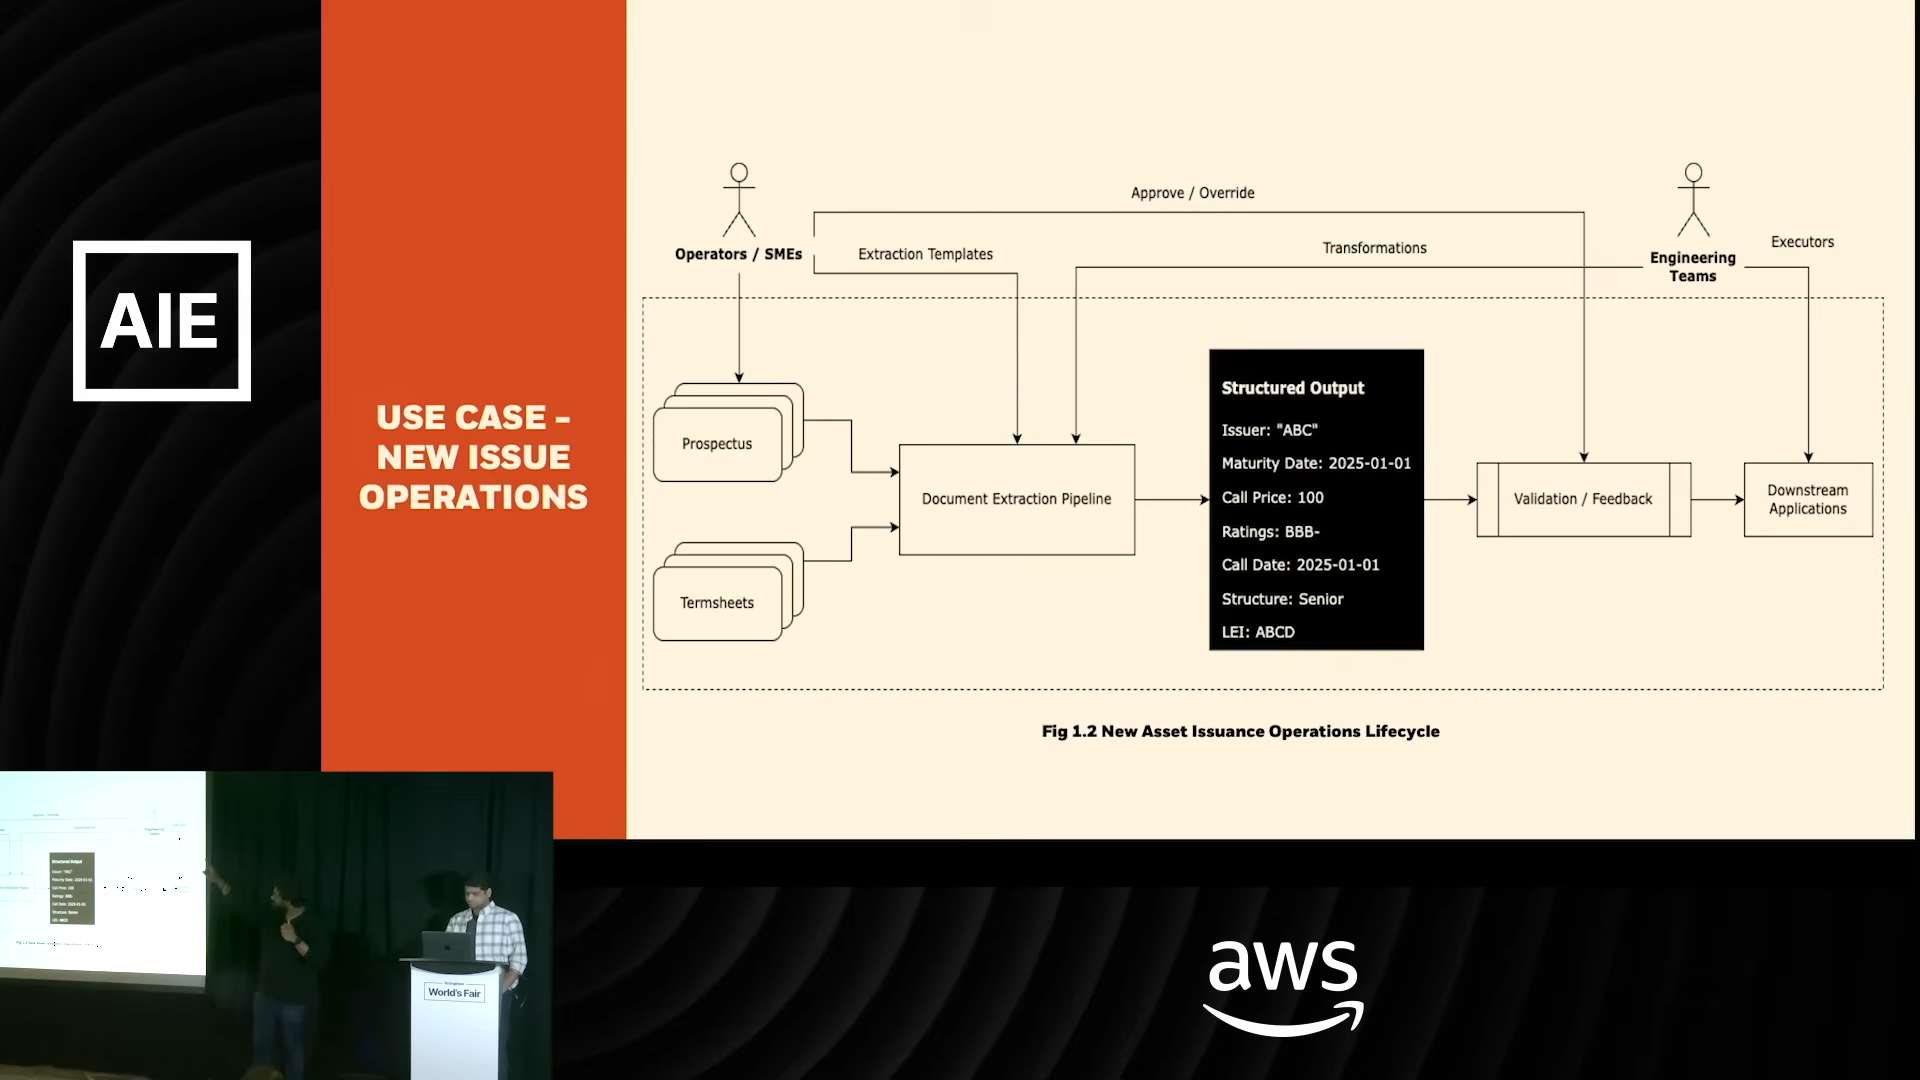 AIE
USE CASE -
NEW ISSUE
OPERATIONS
Approve / Override
Operators / SMEs
Extraction Templates
Transformations
Engineering
Teams
Executors
Prospectus
Termsheets
Document Extraction Pipeline
Structured Output
Issuer: "ABC"
Maturity Date: 2025-01-01
Call Price: 100
Ratings: BBB-
Call Date: 2025-01-01
Structure: Senior
LEI: ABCD
Validation / Feedback
Downstream
Applications
Fig 1.2 New Asset Issuance Operations Lifecycle
Structured Output
World's Fair
aws